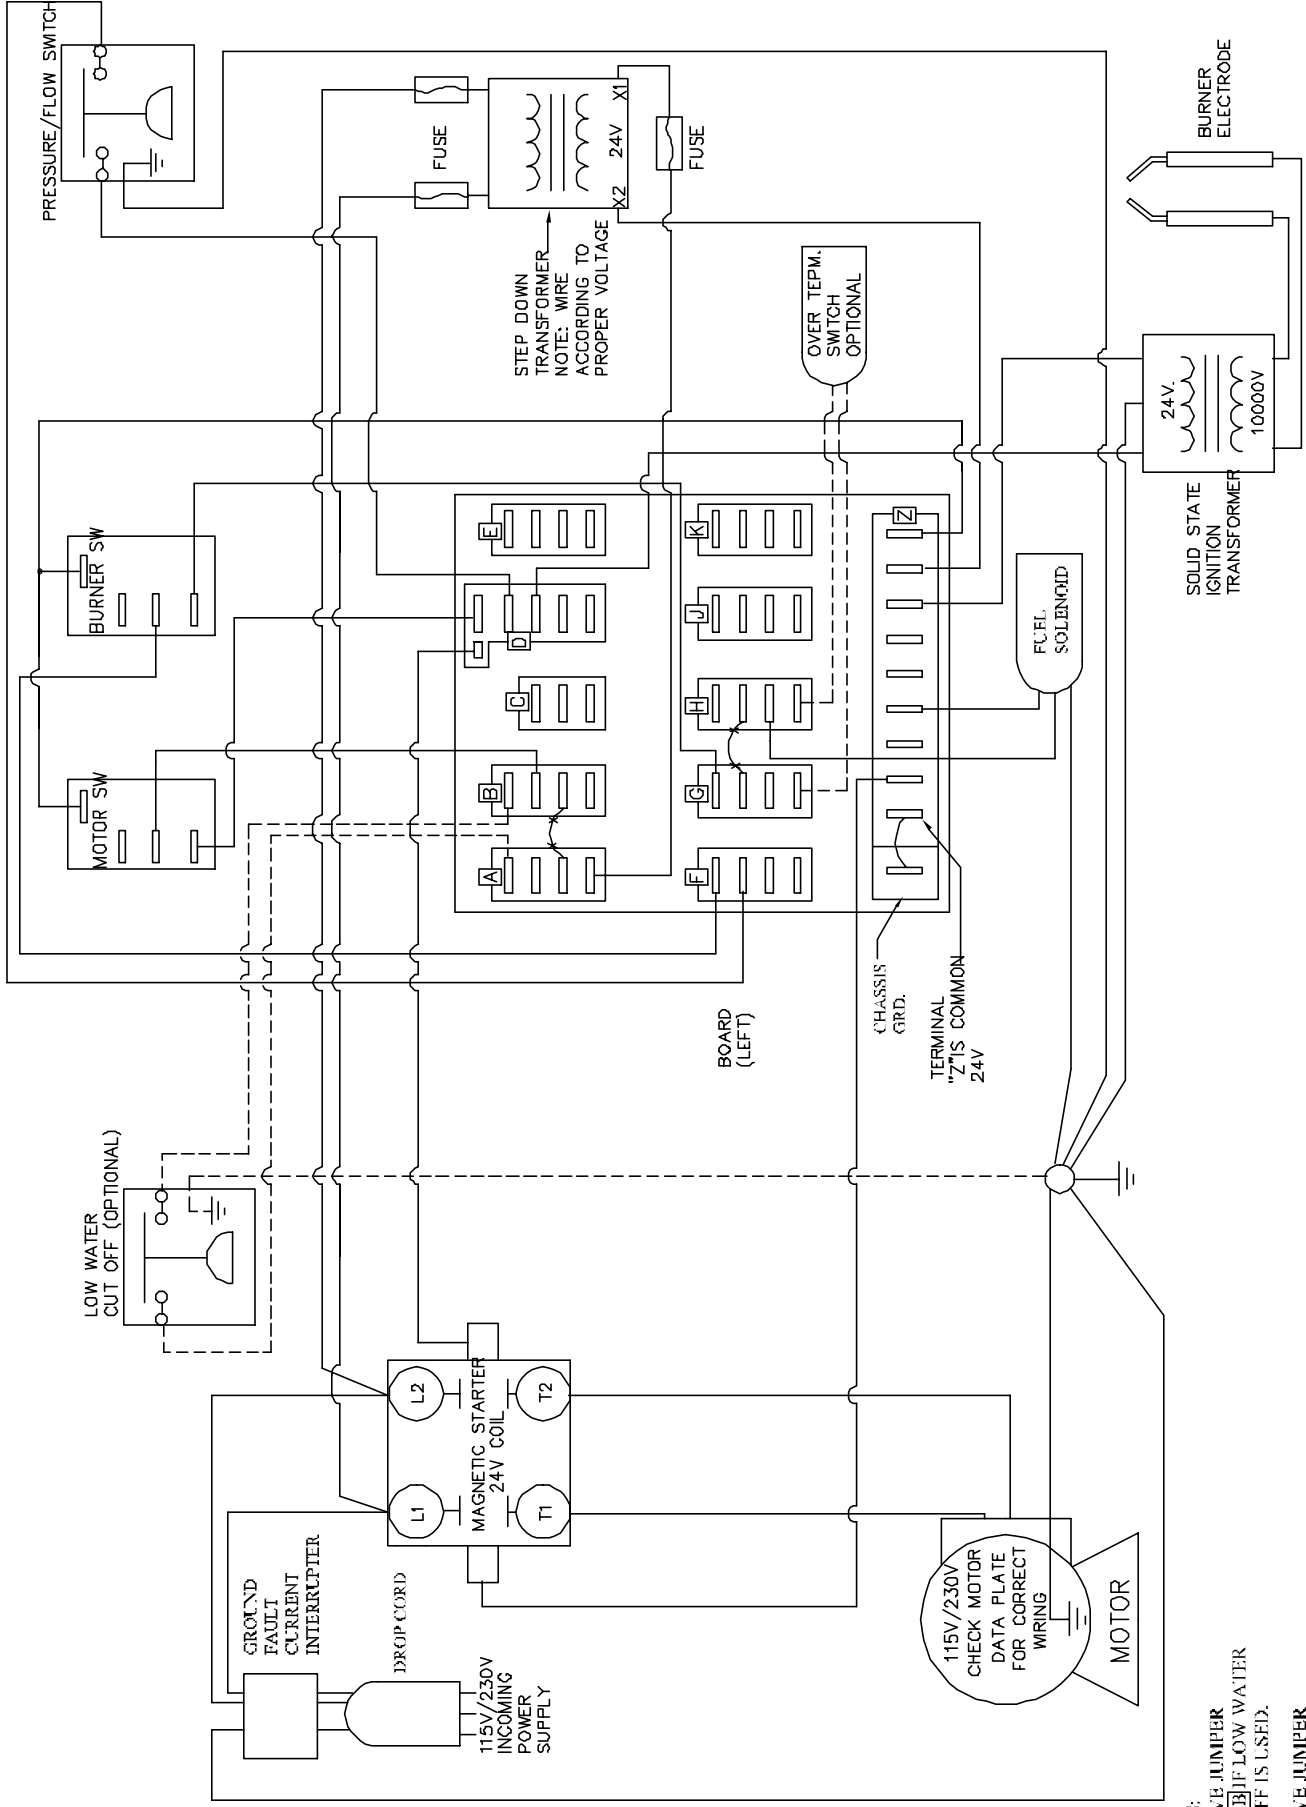 PRESSURE/FLOW SWITCH
BURNER SW
MOTOR SW
LOW WATER
CUT OFF (OPTIONAL)
GROUND
FAULT
CURRENT
INTERRUPTER
DROP CORD
115V/230V
INCOMING
POWER
SUPPLY
L1
L2
MAGNETIC STARTER
24V COIL
T1
T2
FUSE
X2
24V
X1
FUSE
STEP DOWN
TRANSFORMER
NOTE: WIRE
ACCORDING TO
PROPER VOLTAGE
A
B
C
D
E
F
G
H
J
K
Z
BOARD
(LEFT)
CHASSIS
GRD.
TERMINAL
"Z"IS COMMON
24V
OVER TEPM.
SWITCH
OPTIONAL
FUEL
SOLENOID
24V.
10000V
SOLID STATE
IGNITION
TRANSFORMER
BURNER
ELECTRODE
115V/230V
CHECK MOTOR
DATA PLATE
FOR CORRECT
WIRING
MOTOR
JUMPER
B IF LOW WATER
IS USED.
JUMPER